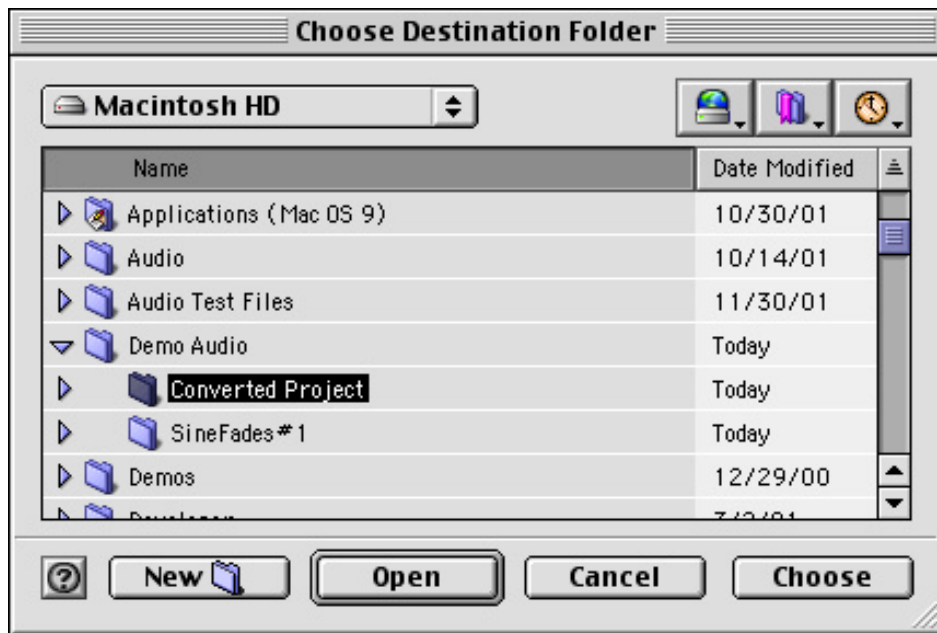 Choose Destination Folder
Macintosh HD
Name Date Modified
Applications (Mac OS 9) 10/30/01
Audio 10/14/01
Audio Test Files 11/30/01
Demo Audio Today
Converted Project Today
SineFades#1 Today
Demos 12/29/00
Developer
New Open Cancel Choose